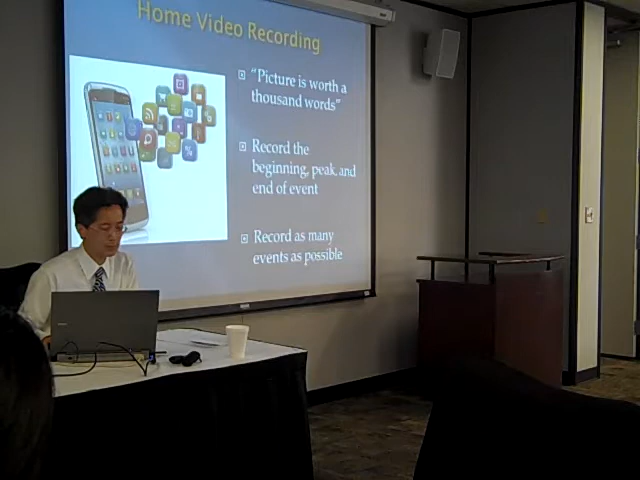 Home Video Recording
“Picture is worth a
thousand words”
Record the
beginning, peak, and
end of event
Record as many
events as possible